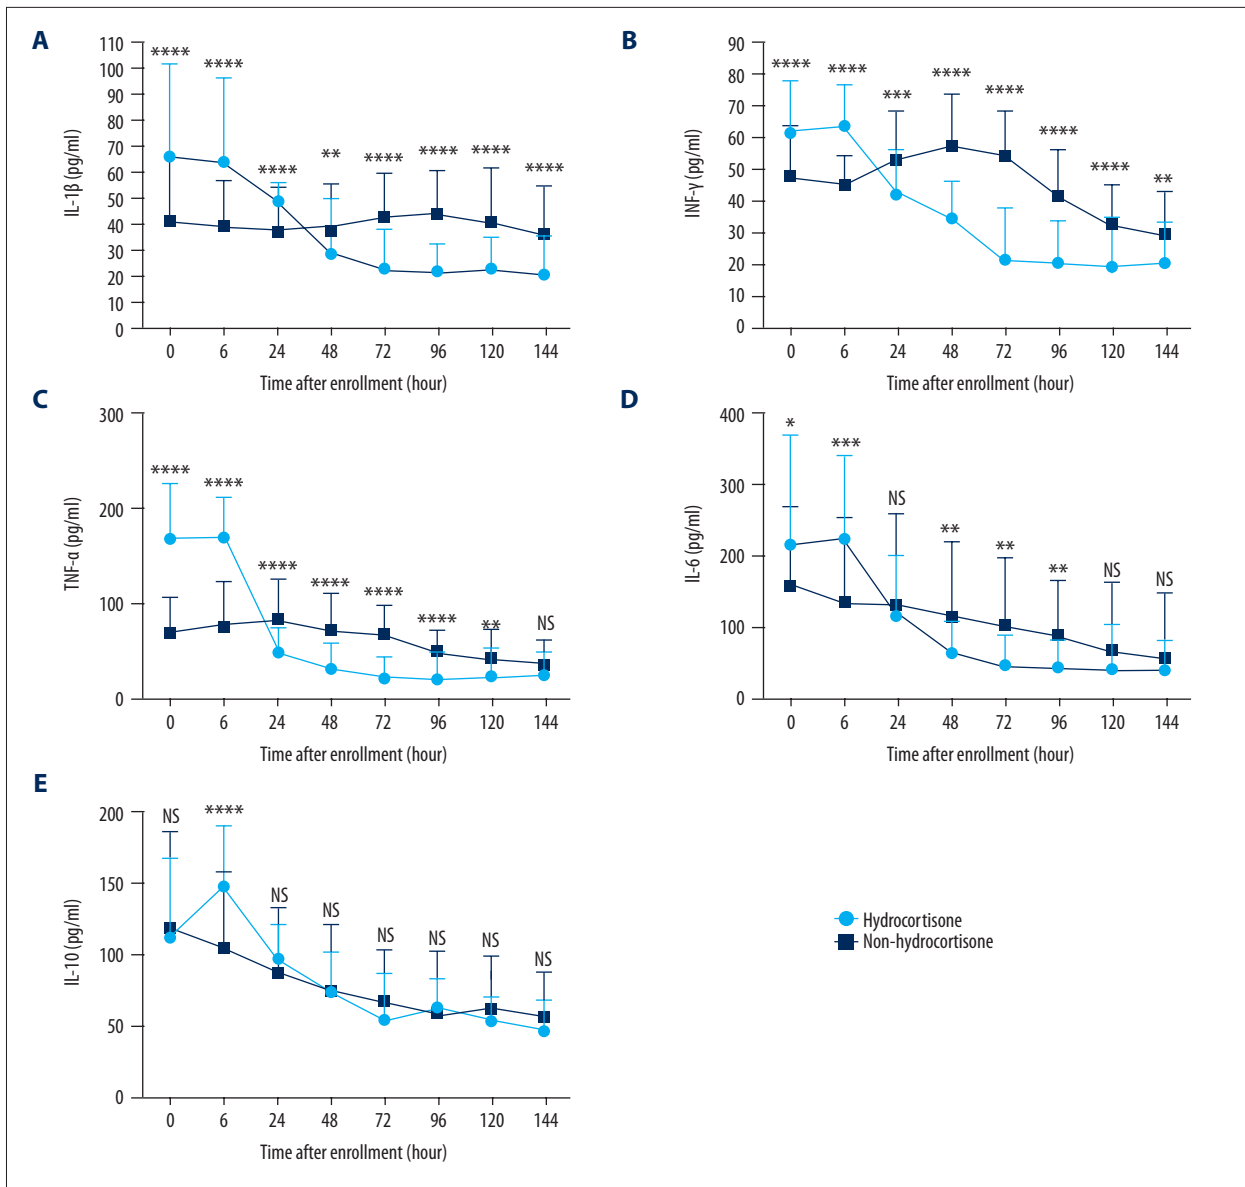 A
IL-1β (pg/ml)
110
100
90
80
70
60
50
40
30
20
10
0
**** **** **** ** **** **** **** ****
0 6 24 48 72 96 120 144
Time after enrollment (hour)
B
INF-γ (pg/ml)
90
80
70
60
50
40
30
20
10
0
**** **** *** **** **** **** **** **
0 6 24 48 72 96 120 144
Time after enrollment (hour)
C
TNF-α (pg/ml)
300
200
100
0
**** **** **** **** **** **** ** NS
0 6 24 48 72 96 120 144
Time after enrollment (hour)
D
IL-6 (pg/ml)
400
300
200
100
0
* *** NS ** ** ** NS NS
0 6 24 48 72 96 120 144
Time after enrollment (hour)
E
IL-10 (pg/ml)
200
150
100
50
0
NS **** NS NS NS NS NS NS
0 6 24 48 72 96 120 144
Time after enrollment (hour)
Hydrocortisone
Non-hydrocortisone